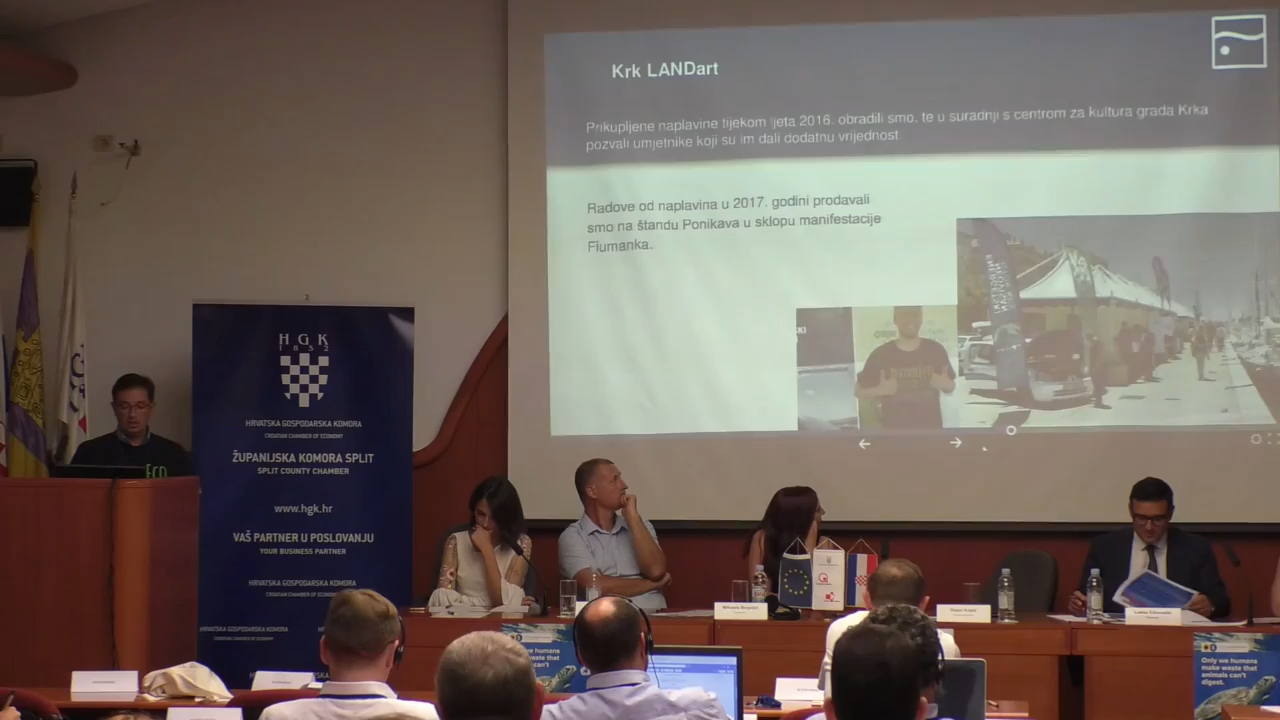 Krk LANDart
Prikupljene naplavine tijekom ljeta 2016. obradili smo, te u suradnji s centrom za kultura grada Krka
pozvali umjetnike koji su im dali dodatnu vrijednost
Radove od naplavina u 2017. godini prodavali
smo na štandu Ponikava u sklopu manifestacije
Fiumanka.
HGK
1852
HRVATSKA GOSPODARSKA KOMORA
CROATIAN CHAMBER OF ECONOMY
ŽUPANIJSKA KOMORA SPLIT
SPLIT COUNTY CHAMBER
www.hgk.hr
VAŠ PARTNER U POSLOVANJU
YOUR BUSINESS PARTNER
HRVATSKA GOSPODARSKA KOMORA
CROATIAN CHAMBER OF ECONOMY
HRVATSKA GOSPODARSKA KOMORA
ECO
Only we humans
make waste that
animals can't
digest.